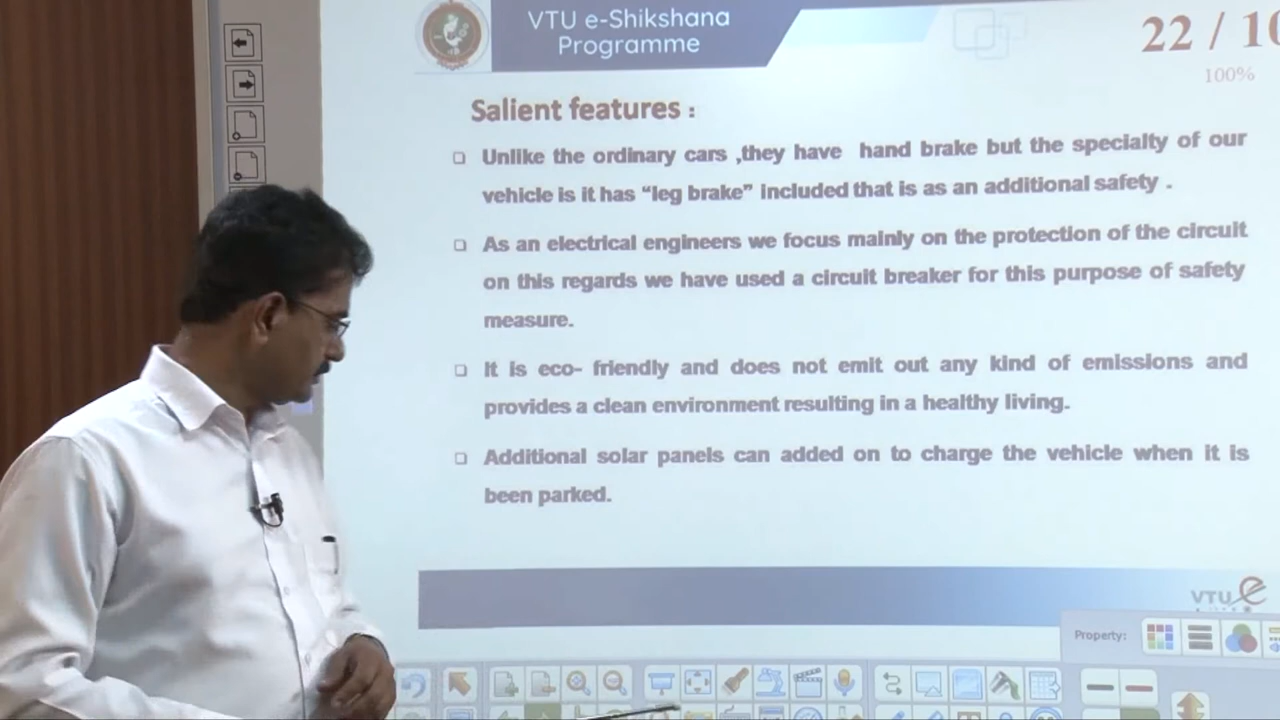 VTU e-Shikshana
Programme
22 / 10
100%
Salient features :
Unlike the ordinary cars ,they have hand brake but the specialty of our
vehicle is it has “leg brake” included that is as an additional safety .
As an electrical engineers we focus mainly on the protection of the circuit
on this regards we have used a circuit breaker for this purpose of safety
measure.
It is eco- friendly and does not emit out any kind of emissions and
provides a clean environment resulting in a healthy living.
Additional solar panels can added on to charge the vehicle when it is
been parked.
VTU e
Property: